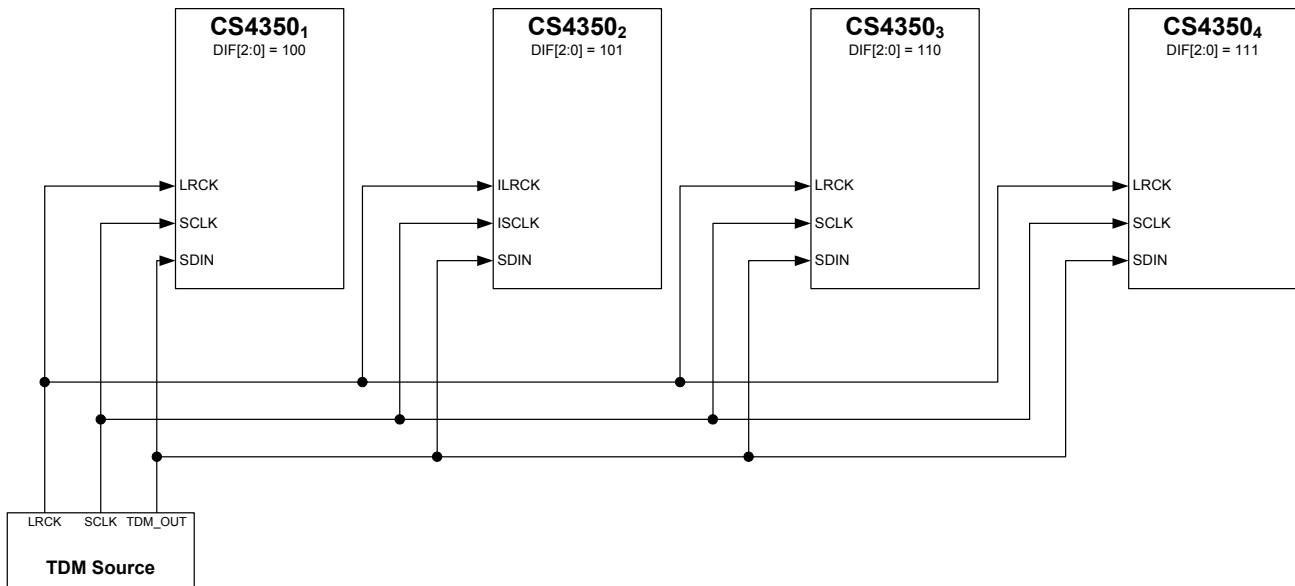 CS4350₁ CS4350₂ CS4350₃ CS4350₄
DIF[2:0] = 100 DIF[2:0] = 101 DIF[2:0] = 110 DIF[2:0] = 111
LRCK ILRCK LRCK LRCK
SCLK ISCLK SCLK SCLK
SDIN SDIN SDIN SDIN
LRCK SCLK TDM_OUT
TDM Source